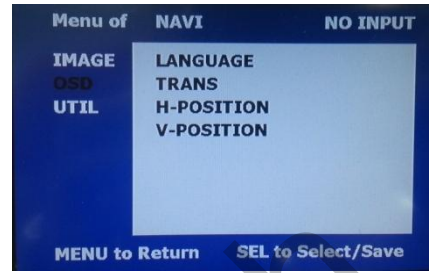 Menu of NAVI NO INPUT
IMAGE LANGUAGE
OSD TRANS
UTIL H-POSITION
V-POSITION
MENU to Return SEL to Select/Save